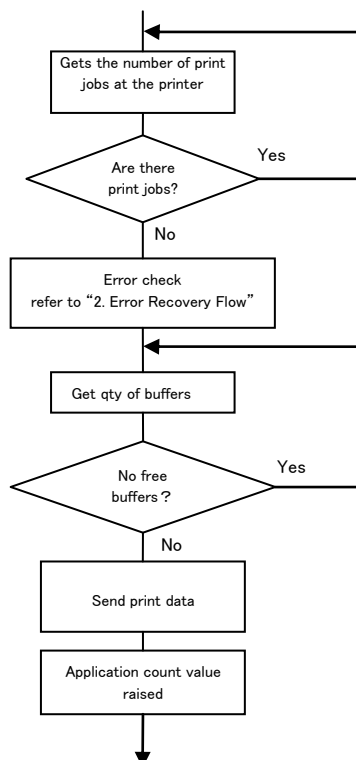 Gets the number of print
jobs at the printer
Are there
print jobs?
Yes
No
Error check
refer to “2. Error Recovery Flow”
Get qty of buffers
No free
buffers？
Yes
No
Send print data
Application count value
raised